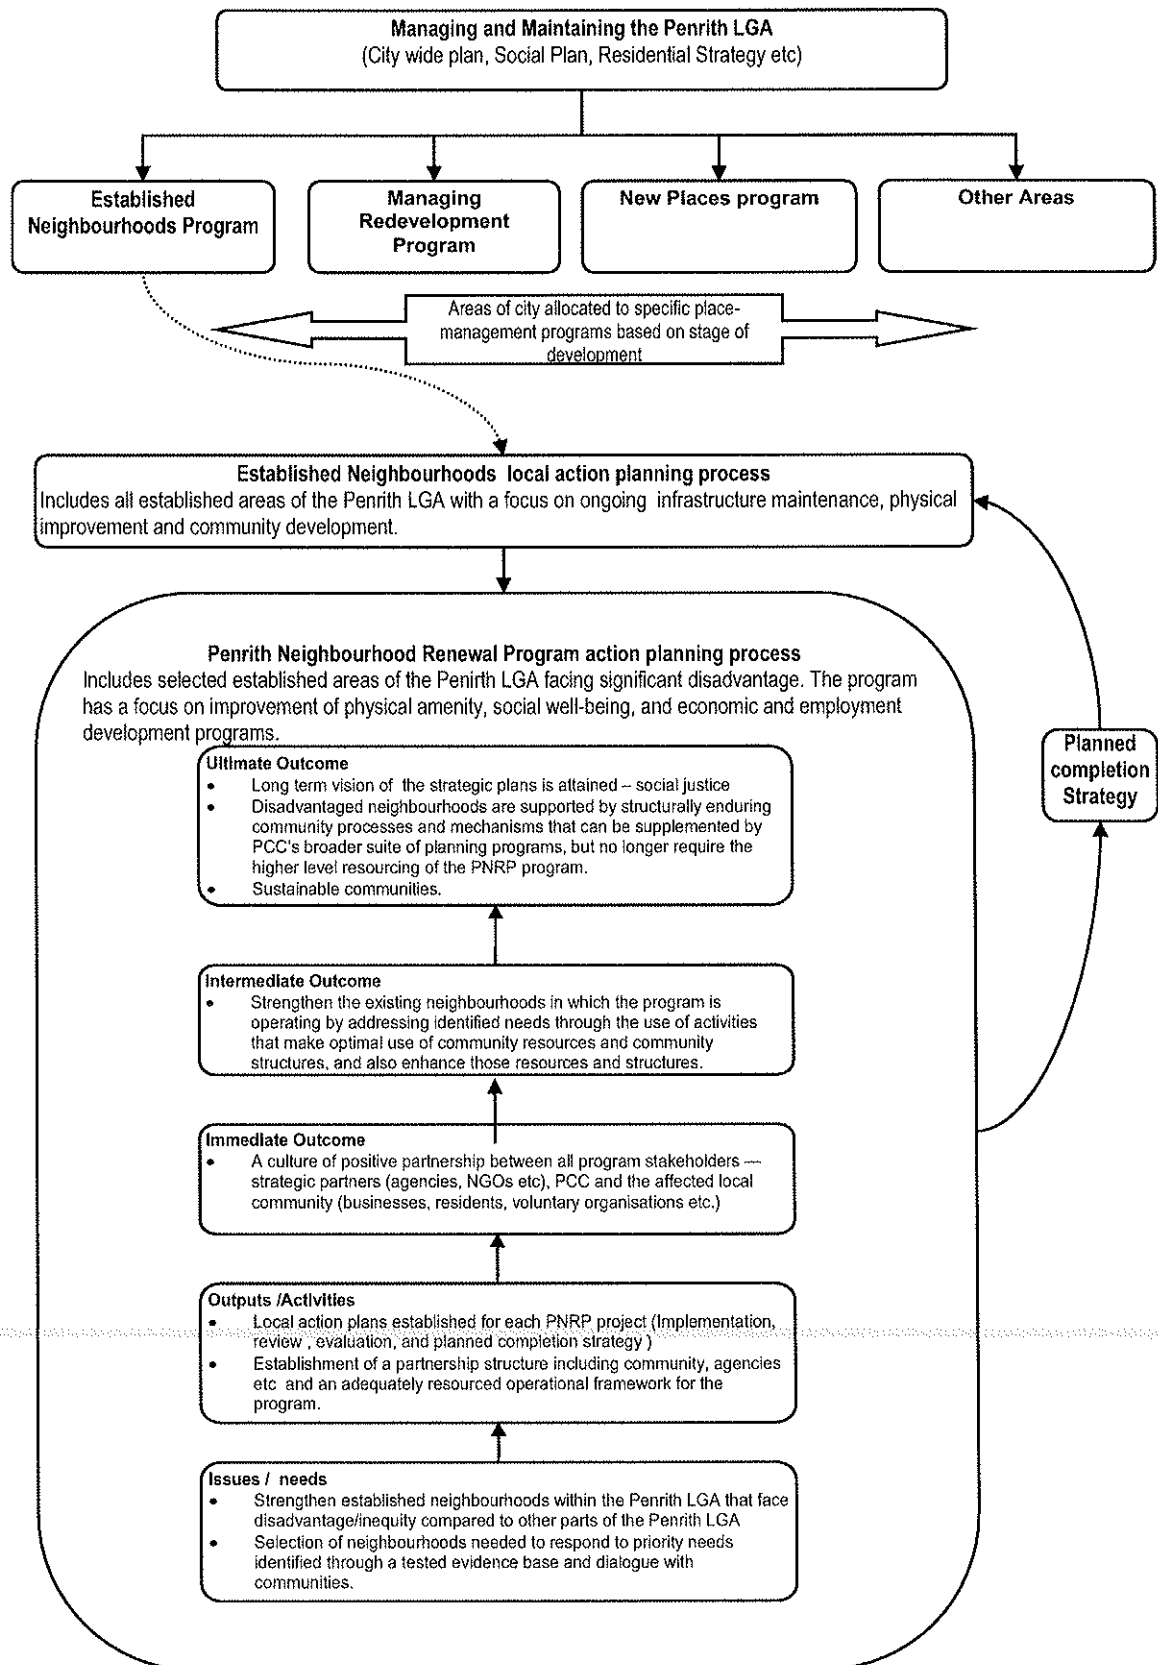 Managing and Maintaining the Penrith LGA
(City wide plan, Social Plan, Residential Strategy etc)
Established
Neighbourhoods Program
Managing
Redevelopment
Program
New Places program
Other Areas
Areas of city allocated to specific place-
management programs based on stage of
development
Established Neighbourhoods local action planning process
Includes all established areas of the Penrith LGA with a focus on ongoing infrastructure maintenance, physical
improvement and community development.
Penrith Neighbourhood Renewal Program action planning process
Includes selected established areas of the Penirth LGA facing significant disadvantage. The program
has a focus on improvement of physical amenity, social well-being, and economic and employment
development programs.
Planned
completion
Strategy
Ultimate Outcome
• Long term vision of the strategic plans is attained – social justice
• Disadvantaged neighbourhoods are supported by structurally enduring
community processes and mechanisms that can be supplemented by
PCC's broader suite of planning programs, but no longer require the
higher level resourcing of the PNRP program.
• Sustainable communities.
Intermediate Outcome
• Strengthen the existing neighbourhoods in which the program is
operating by addressing identified needs through the use of activities
that make optimal use of community resources and community
structures, and also enhance those resources and structures.
Immediate Outcome
• A culture of positive partnership between all program stakeholders —
strategic partners (agencies, NGOs etc), PCC and the affected local
community (businesses, residents, voluntary organisations etc.)
Outputs /Activities
• Local action plans established for each PNRP project (Implementation,
review , evaluation, and planned completion strategy )
• Establishment of a partnership structure including community, agencies
etc and an adequately resourced operational framework for the
program.
Issues / needs
• Strengthen established neighbourhoods within the Penrith LGA that face
disadvantage/inequity compared to other parts of the Penrith LGA
• Selection of neighbourhoods needed to respond to priority needs
identified through a tested evidence base and dialogue with
communities.